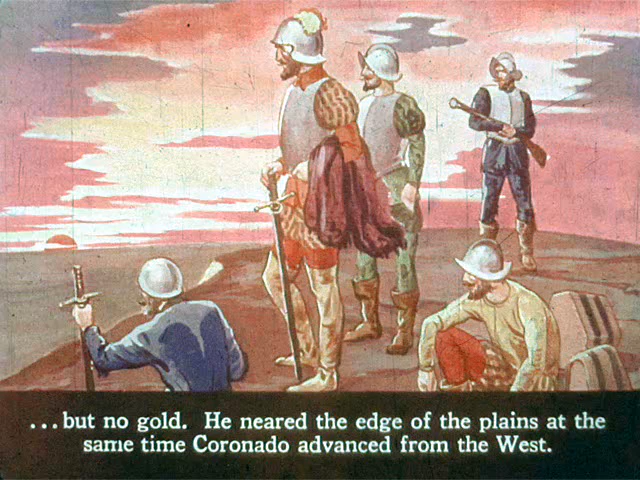 ...but no gold. He neared the edge of the plains at the
same time Coronado advanced from the West.